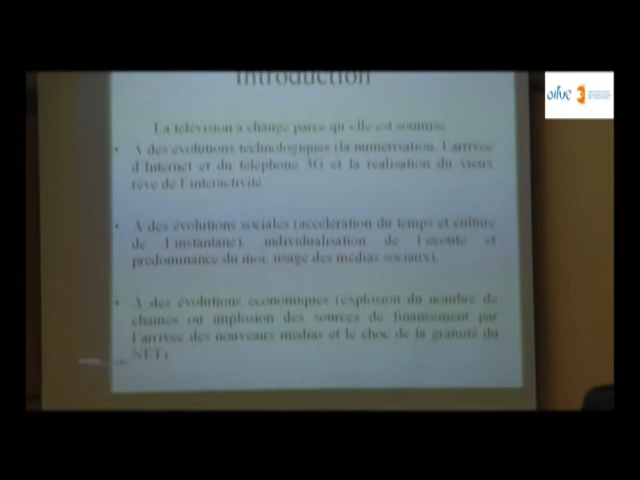 Introduction
La télévision a changé parce qu'elle est soumise
• A des évolutions technologiques (la numérisation, l'arrivée
d'Internet et du téléphone 3G et la réalisation du vieux
rêve de l'interactivité.
• A des évolutions sociales (accélération du temps et culture
de l'instantané), individualisation de l'écoute et
prédominance du moi, usage des médias sociaux).
• A des évolutions économiques (explosion du nombre de
chaînes ou implosion des sources de financement par
l'arrivée des nouveaux médias et le choc de la gratuité du
NET)